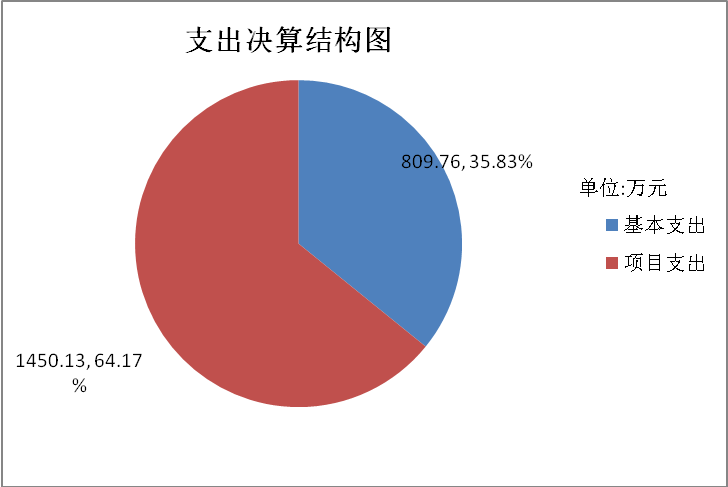 支出决算结构图
809.76, 35.83%
单位:万元
基本支出
项目支出
1450.13, 64.17
%